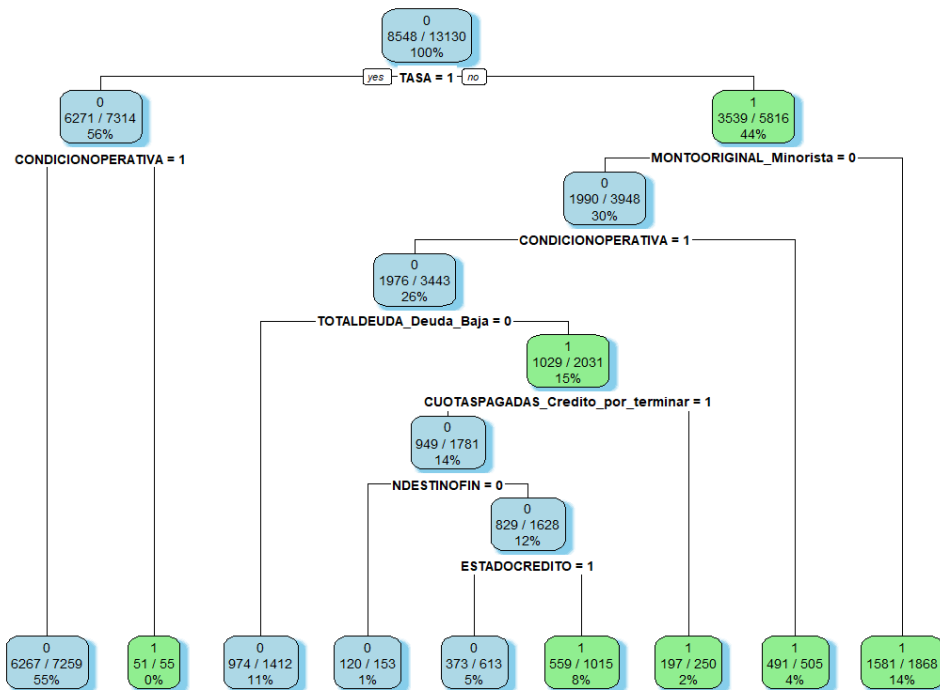 0
8548 / 13130
100%
yes TASA = 1 no
0
6271 / 7314
56%
1
3539 / 5816
44%
CONDICIONOPERATIVA = 1
MONTOORIGINAL_Minorista = 0
0
1990 / 3948
30%
CONDICIONOPERATIVA = 1
0
1976 / 3443
26%
TOTALDEUDA_Deuda_Baja = 0
1
1029 / 2031
15%
CUOTASPAGADAS_Credito_por_terminar = 1
0
949 / 1781
14%
NDESTINOFIN = 0
0
829 / 1628
12%
ESTADOCREDITO = 1
0
6267 / 7259
55%
1
51 / 55
0%
0
974 / 1412
11%
0
120 / 153
1%
0
373 / 613
5%
1
559 / 1015
8%
1
197 / 250
2%
1
491 / 505
4%
1
1581 / 1868
14%